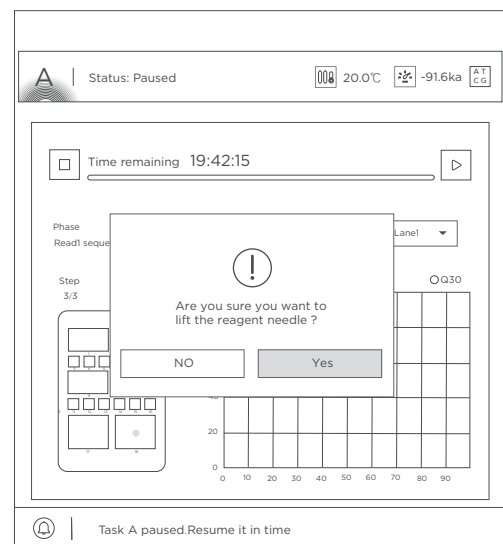 A
Status: Paused
20.0℃
-91.6ka
A T
C G
Time remaining 19:42:15
Phase
Lane1
Read1 seque
Step
Q30
3/3
Are you sure you want to
lift the reagent needle ?
NO
Yes
20
0
0 10 20 30 40 50 60 70 80 90
Task A paused.Resume it in time